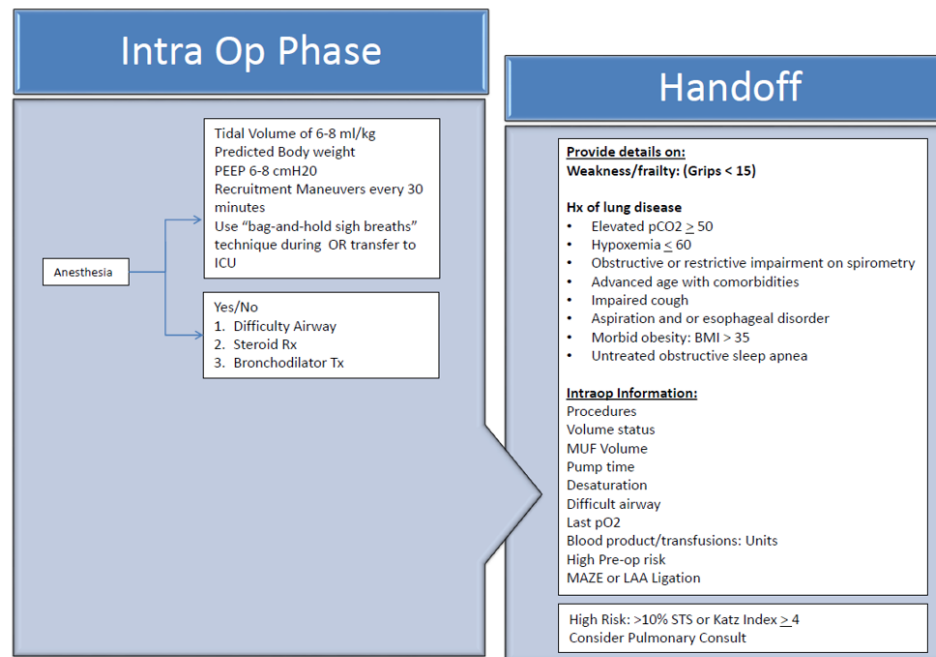 Intra Op Phase
Anesthesia
Tidal Volume of 6-8 ml/kg
Predicted Body weight
PEEP 6-8 cmH20
Recruitment Maneuvers every 30
minutes
Use “bag-and-hold sigh breaths”
technique during OR transfer to
ICU
Yes/No
1. Difficulty Airway
2. Steroid Rx
3. Bronchodilator Tx
Handoff
Provide details on:
Weakness/frailty: (Grips < 15)
Hx of lung disease
• Elevated pCO2 > 50
• Hypoxemia < 60
• Obstructive or restrictive impairment on spirometry
• Advanced age with comorbidities
• Impaired cough
• Aspiration and or esophageal disorder
• Morbid obesity: BMI > 35
• Untreated obstructive sleep apnea
Intraop Information:
Procedures
Volume status
MUF Volume
Pump time
Desaturation
Difficult airway
Last pO2
Blood product/transfusions: Units
High Pre-op risk
MAZE or LAA Ligation
High Risk: >10% STS or Katz Index > 4
Consider Pulmonary Consult